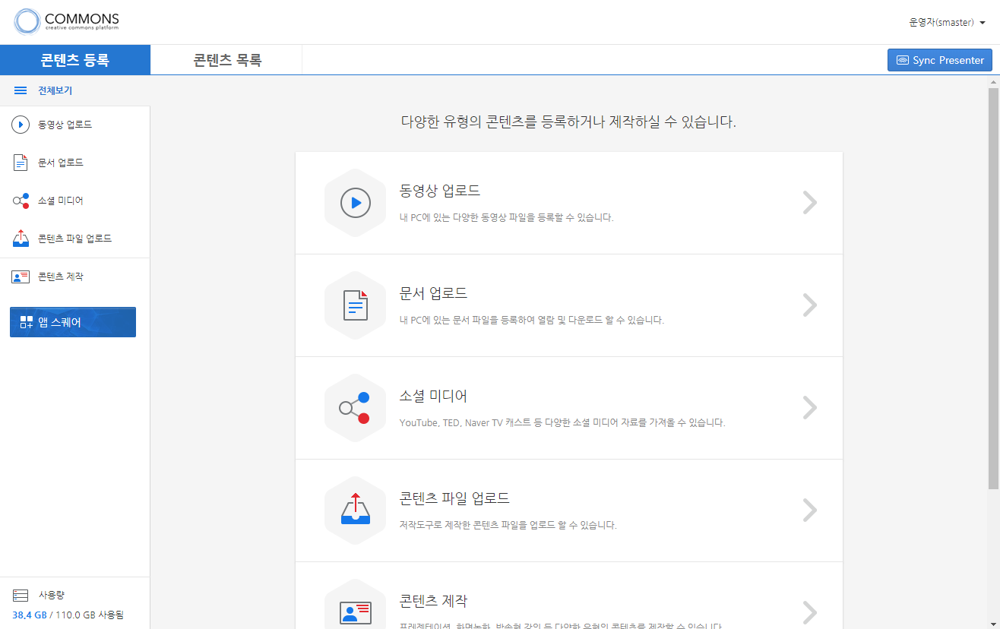 COMMONS
creative commons platform
운영자(smaster)
콘텐츠 등록
콘텐츠 목록
Sync Presenter
전체보기
동영상 업로드
문서 업로드
소셜 미디어
콘텐츠 파일 업로드
콘텐츠 제작
앱 스퀘어
사용량
38.4 GB / 110.0 GB 사용됨
다양한 유형의 콘텐츠를 등록하거나 제작하실 수 있습니다.
동영상 업로드
내 PC에 있는 다양한 동영상 파일을 등록할 수 있습니다.
문서 업로드
내 PC에 있는 문서 파일을 등록하여 열람 및 다운로드 할 수 있습니다.
소셜 미디어
YouTube, TED, Naver TV 캐스트 등 다양한 소셜 미디어 자료를 가져올 수 있습니다.
콘텐츠 파일 업로드
저작도구로 제작한 콘텐츠 파일을 업로드 할 수 있습니다.
콘텐츠 제작
프레젠테이션, 화면녹화, 방송형 강의 등 다양한 유형의 콘텐츠를 제작할 수 있습니다.